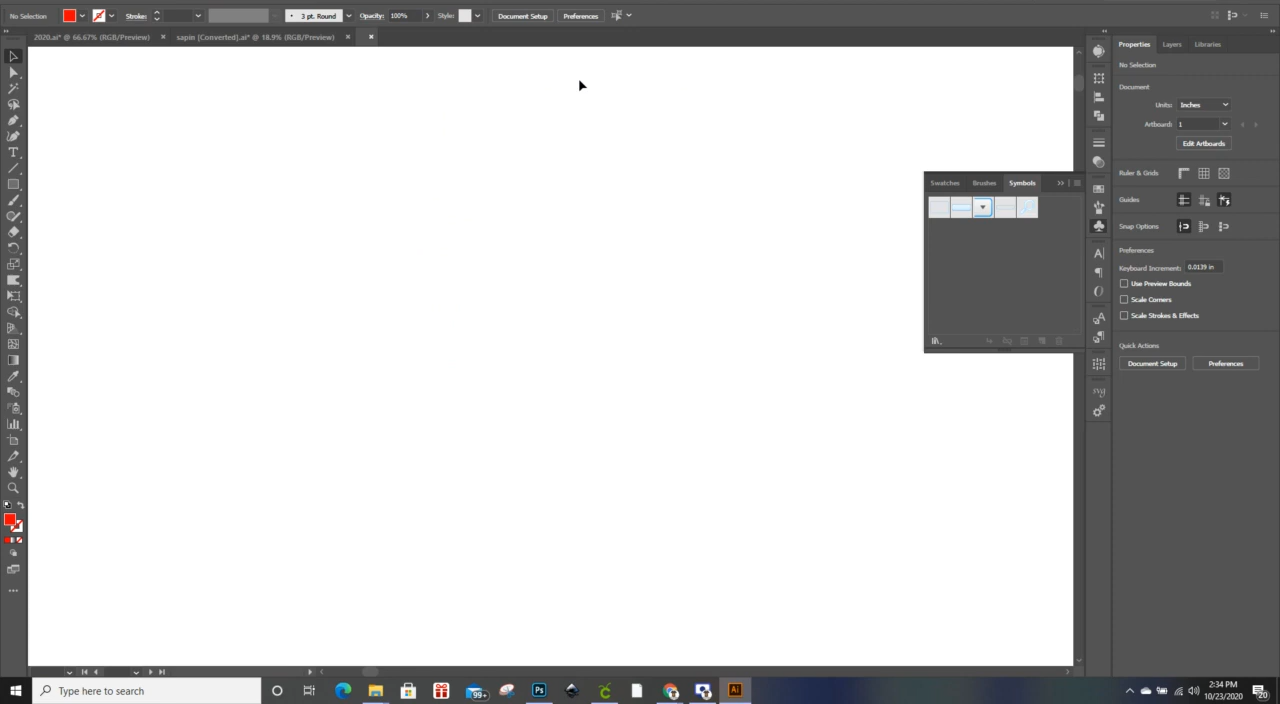 No Selection Stroke: 3 pt. Round Opacity: 100% Style: Document Setup Preferences
2020.ai* @ 66.67% (RGB/Preview) × sapin [Converted].ai* @ 18.9% (RGB/Preview) × ×
Properties Layers Libraries
No Selection
Document
Units: Inches
Artboard: 1
Edit Artboards
Ruler & Grids
Guides
Snap Options
Preferences
Keyboard Increment: 0.0139 in
Use Preview Bounds
Scale Corners
Scale Strokes & Effects
Quick Actions
Document Setup Preferences
Swatches Brushes Symbols
svg
Type here to search
99+
Ps
Ai
2:34 PM
10/23/2020
20